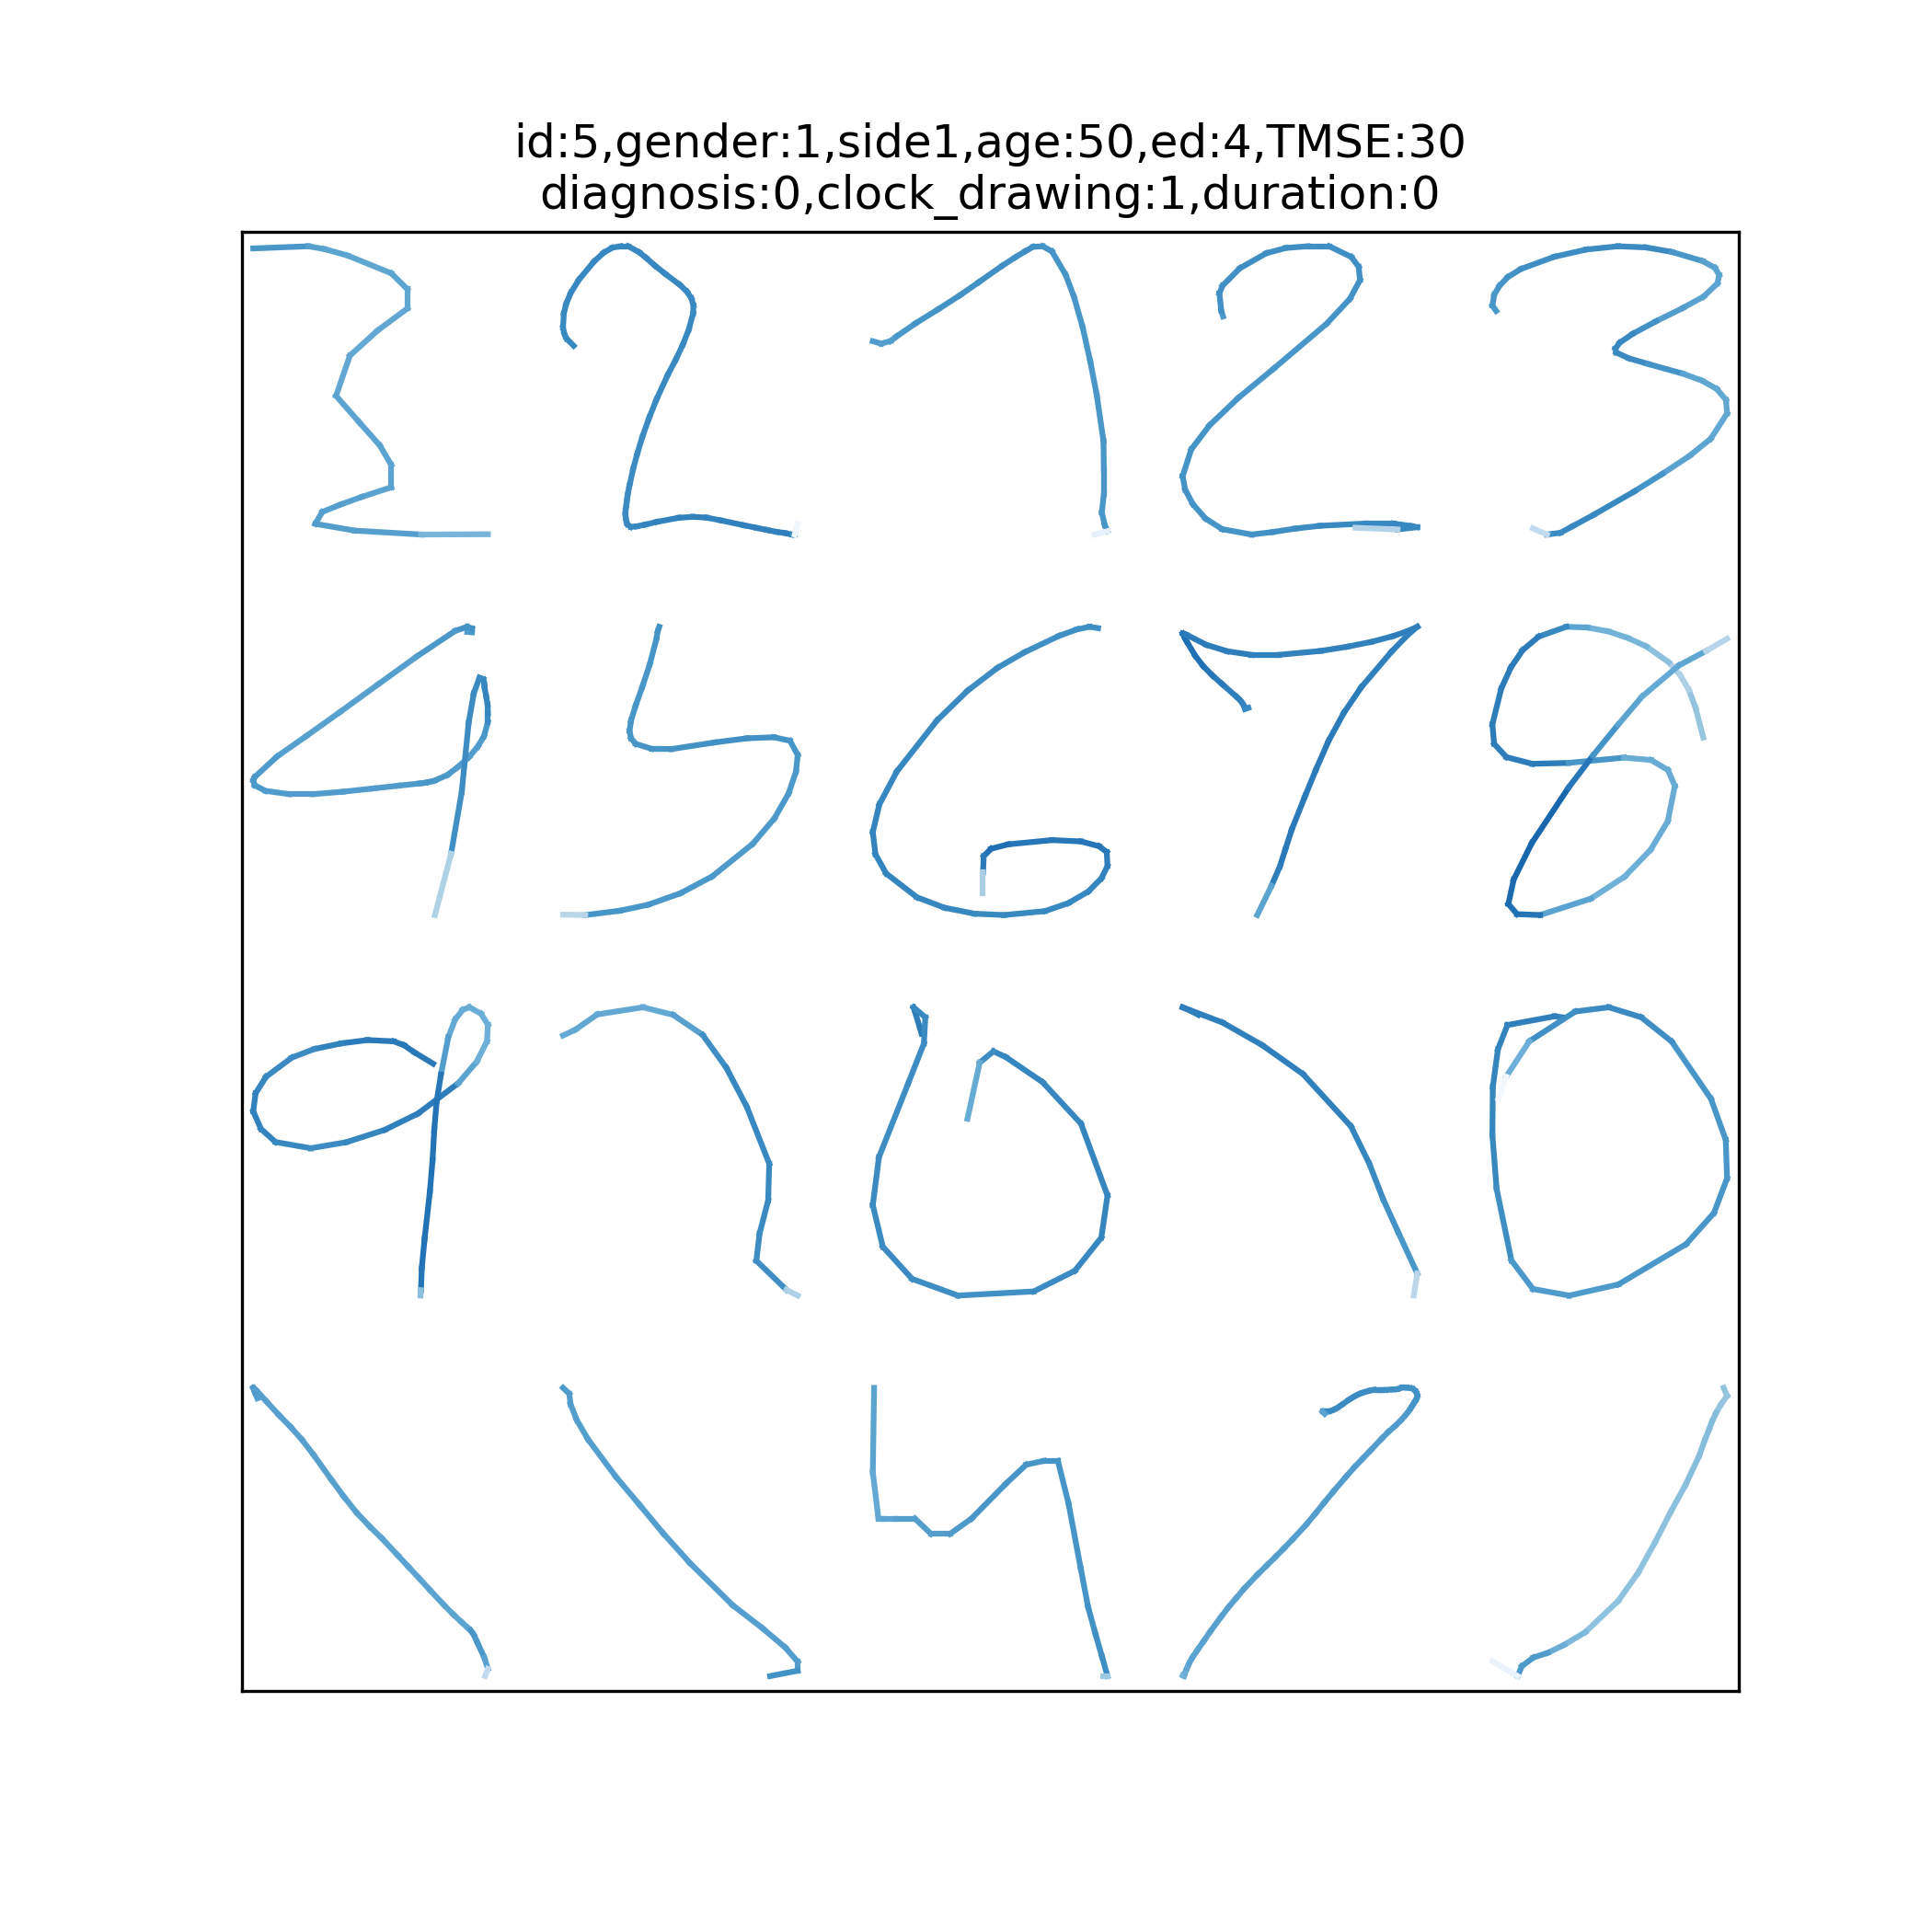 id:5,gender:1,side1,age:50,ed:4,TMSE:30
diagnosis:0,clock_drawing:1,duration:0
2 1 2 3
4 5 6 7 8
9 0 0